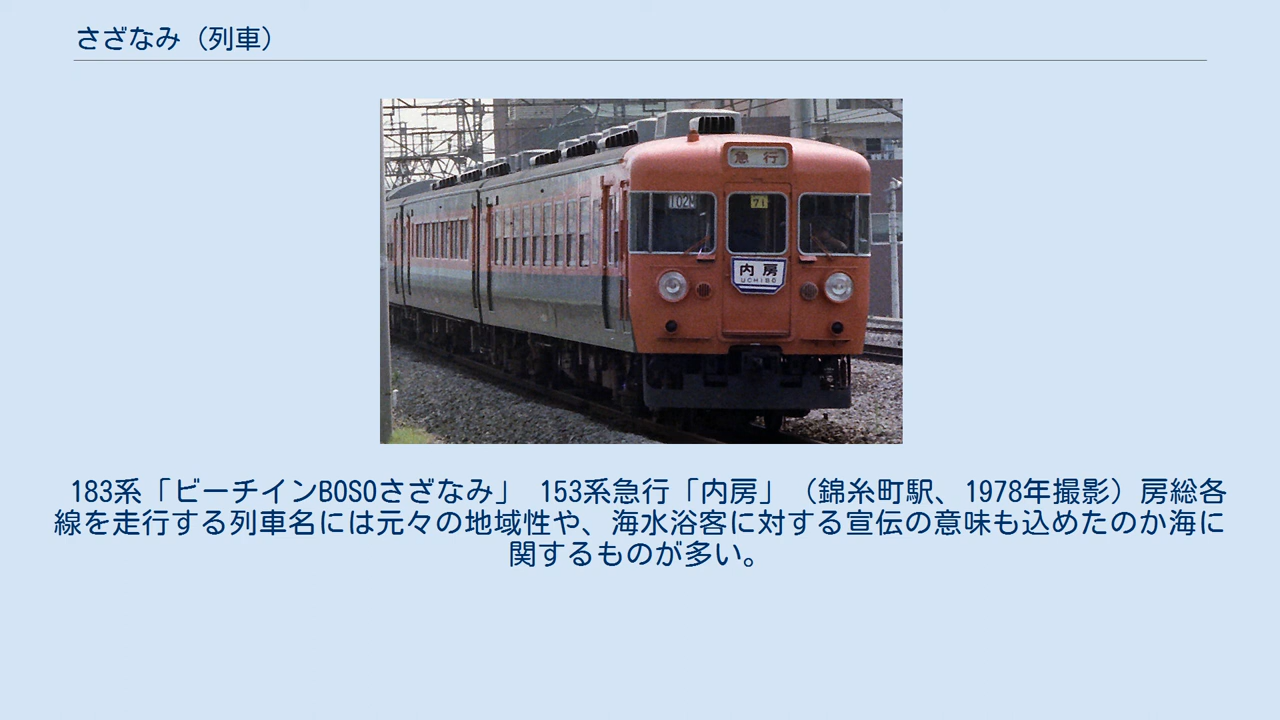 さざなみ（列車）
急行
102M
71
内房
UCHIBO
183系「ビーチインBOSOさざなみ」 153系急行「内房」（錦糸町駅、1978年撮影）房総各
線を走行する列車名には元々の地域性や、海水浴客に対する宣伝の意味も込めたのか海に
関するものが多い。